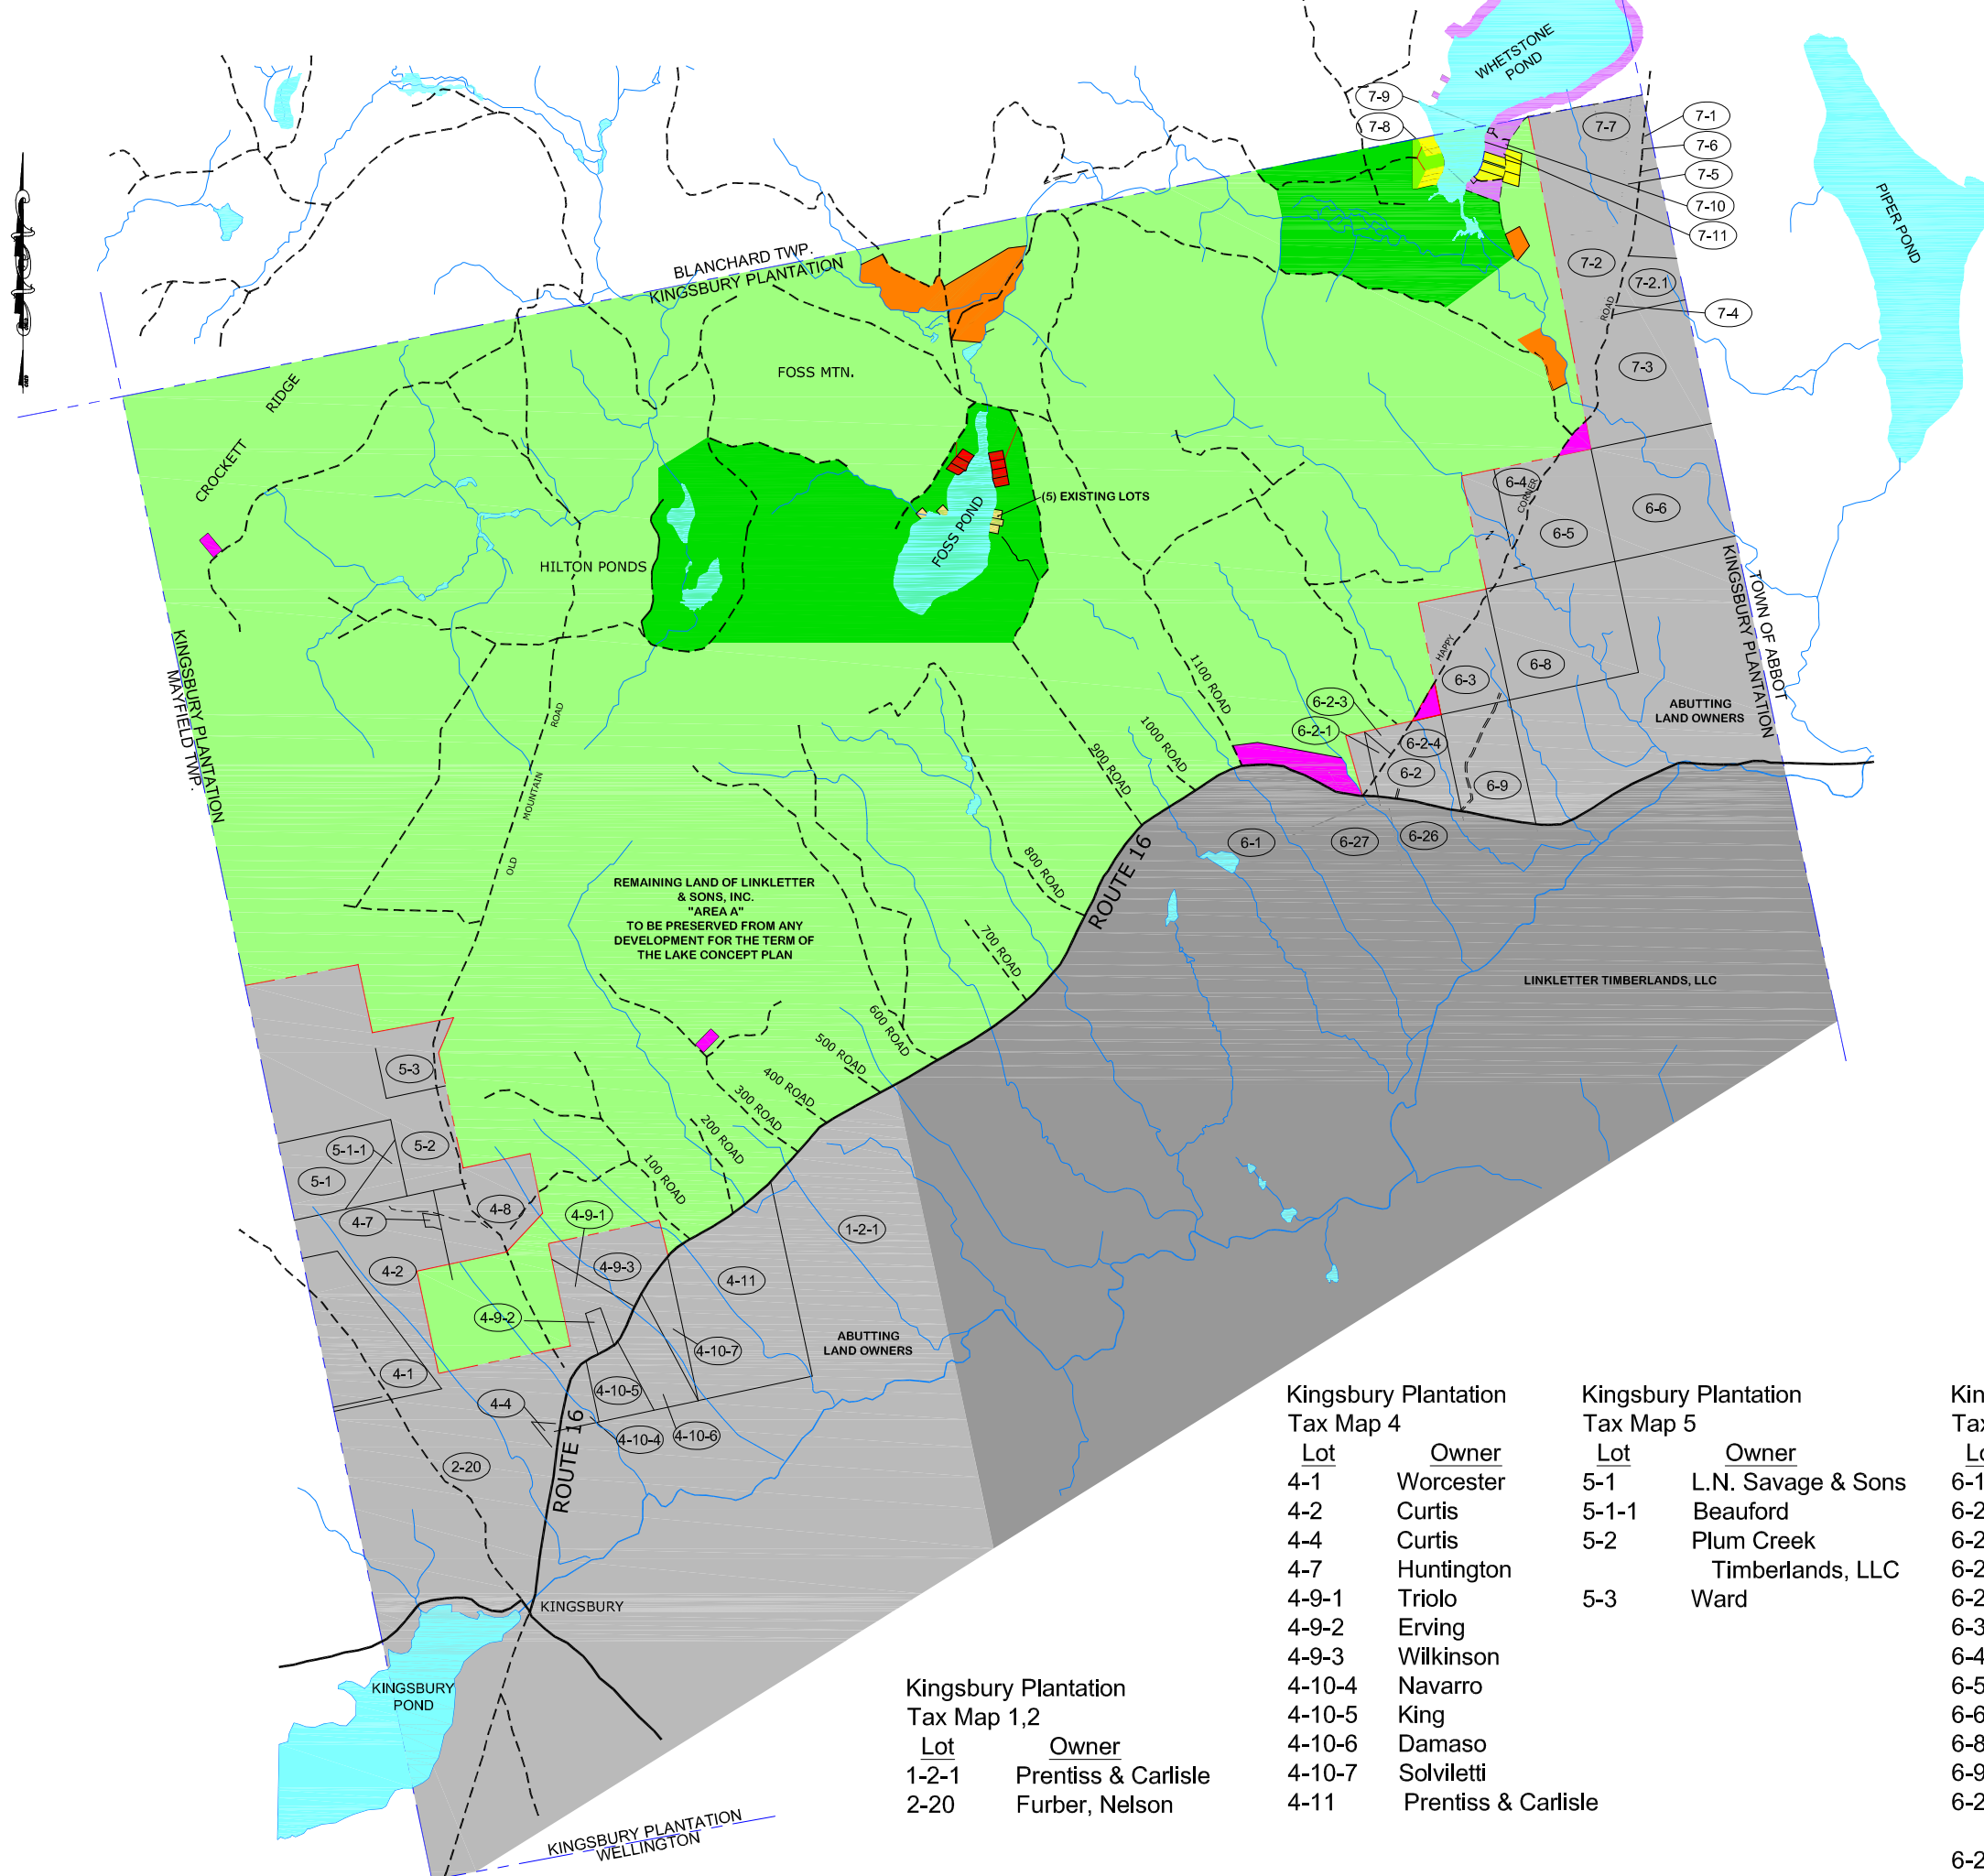 WHETSTONE
POND
7-9
7-8
7-7
7-1
7-6
7-5
7-10
7-11
PIPER POND
7-2
7-2.1
7-4
7-3
ROAD
BLANCHARD TWP.
KINGSBURY PLANTATION
FOSS MTN.
CROCKETT
RIDGE
HILTON PONDS
FOSS POND
(5) EXISTING LOTS
6-4
CORNER
6-5
6-6
TOWN OF ABBOT
KINGSBURY PLANTATION
HAPPY
6-3
6-8
ABUTTING
LAND OWNERS
KINGSBURY PLANTATION
MAYFIELD TWP.
OLD
MOUNTAIN
ROAD
1100 ROAD
1000 ROAD
900 ROAD
6-2-3
6-2-1
6-2-4
6-2
6-9
6-1
6-27
6-26
800 ROAD
ROUTE 16
REMAINING LAND OF LINKLETTER
& SONS, INC.
"AREA A"
TO BE PRESERVED FROM ANY
DEVELOPMENT FOR THE TERM OF
THE LAKE CONCEPT PLAN
700 ROAD
LINKLETTER TIMBERLANDS, LLC
600 ROAD
500 ROAD
400 ROAD
300 ROAD
200 ROAD
100 ROAD
5-3
5-1-1
5-2
5-1
4-7
4-8
4-9-1
1-2-1
4-2
4-9-3
4-11
4-9-2
4-10-7
ABUTTING
LAND OWNERS
4-1
4-10-5
4-4
4-10-4
4-10-6
2-20
ROUTE 16
KINGSBURY
KINGSBURY
POND
KINGSBURY PLANTATION
WELLINGTON
Kingsbury Plantation
Tax Map 1,2
Lot Owner
1-2-1 Prentiss & Carlisle
2-20 Furber, Nelson
Kingsbury Plantation
Tax Map 4
Lot Owner
4-1 Worcester
4-2 Curtis
4-4 Curtis
4-7 Huntington
4-9-1 Triolo
4-9-2 Erving
4-9-3 Wilkinson
4-10-4 Navarro
4-10-5 King
4-10-6 Damaso
4-10-7 Solviletti
4-11 Prentiss & Carlisle
Kingsbury Plantation
Tax Map 5
Lot Owner
5-1 L.N. Savage & Sons
5-1-1 Beauford
5-2 Plum Creek
Timberlands, LLC
5-3 Ward